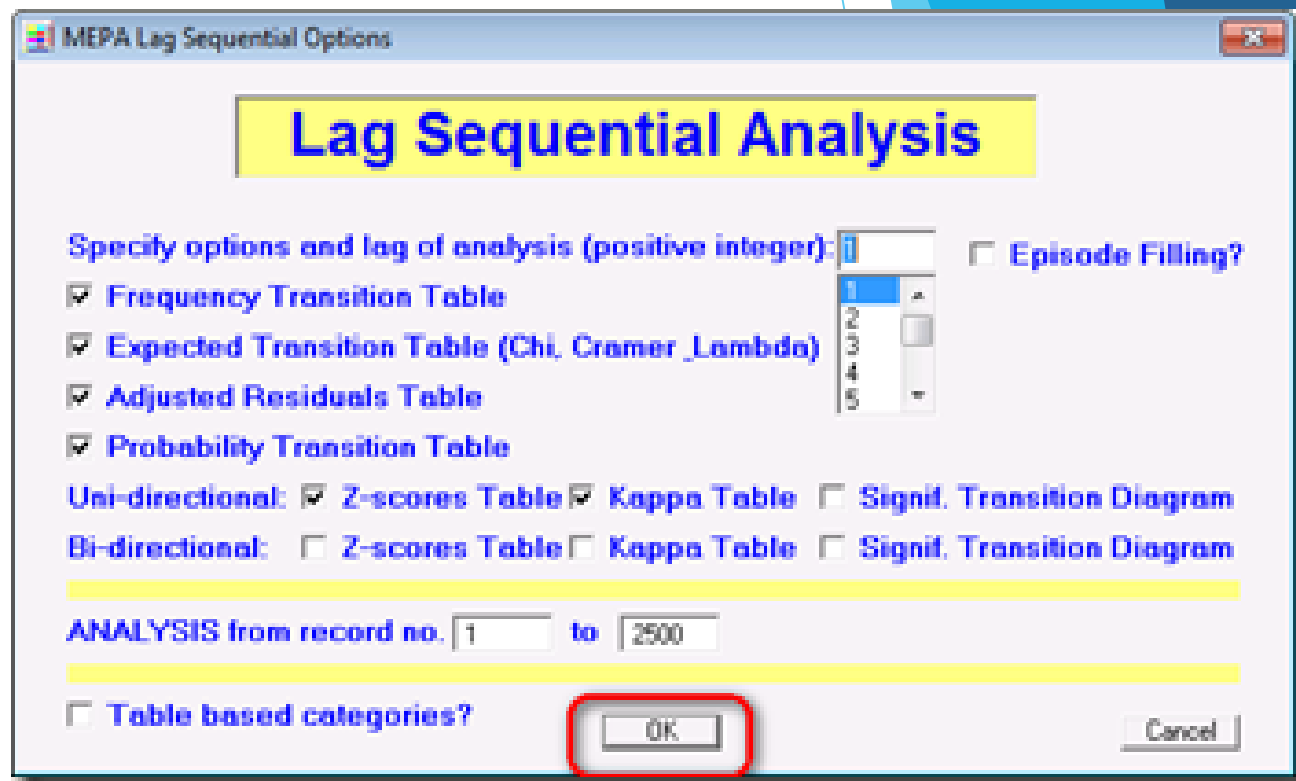 MEPA Lag Sequential Options
Lag Sequential Analysis
Specify options and lag of analysis (positive integer): 1
Episode Filling?
Frequency Transition Table
1
2
3
4
5
Expected Transition Table (Chi, Cramer ,Lambda)
Adjusted Residuals Table
Probability Transition Table
Uni-directional: Z-scores Table Kappa Table Signif. Transition Diagram
Bi-directional: Z-scores Table Kappa Table Signif. Transition Diagram
ANALYSIS from record no. 1 to 2500
Table based categories?
OK
Cancel